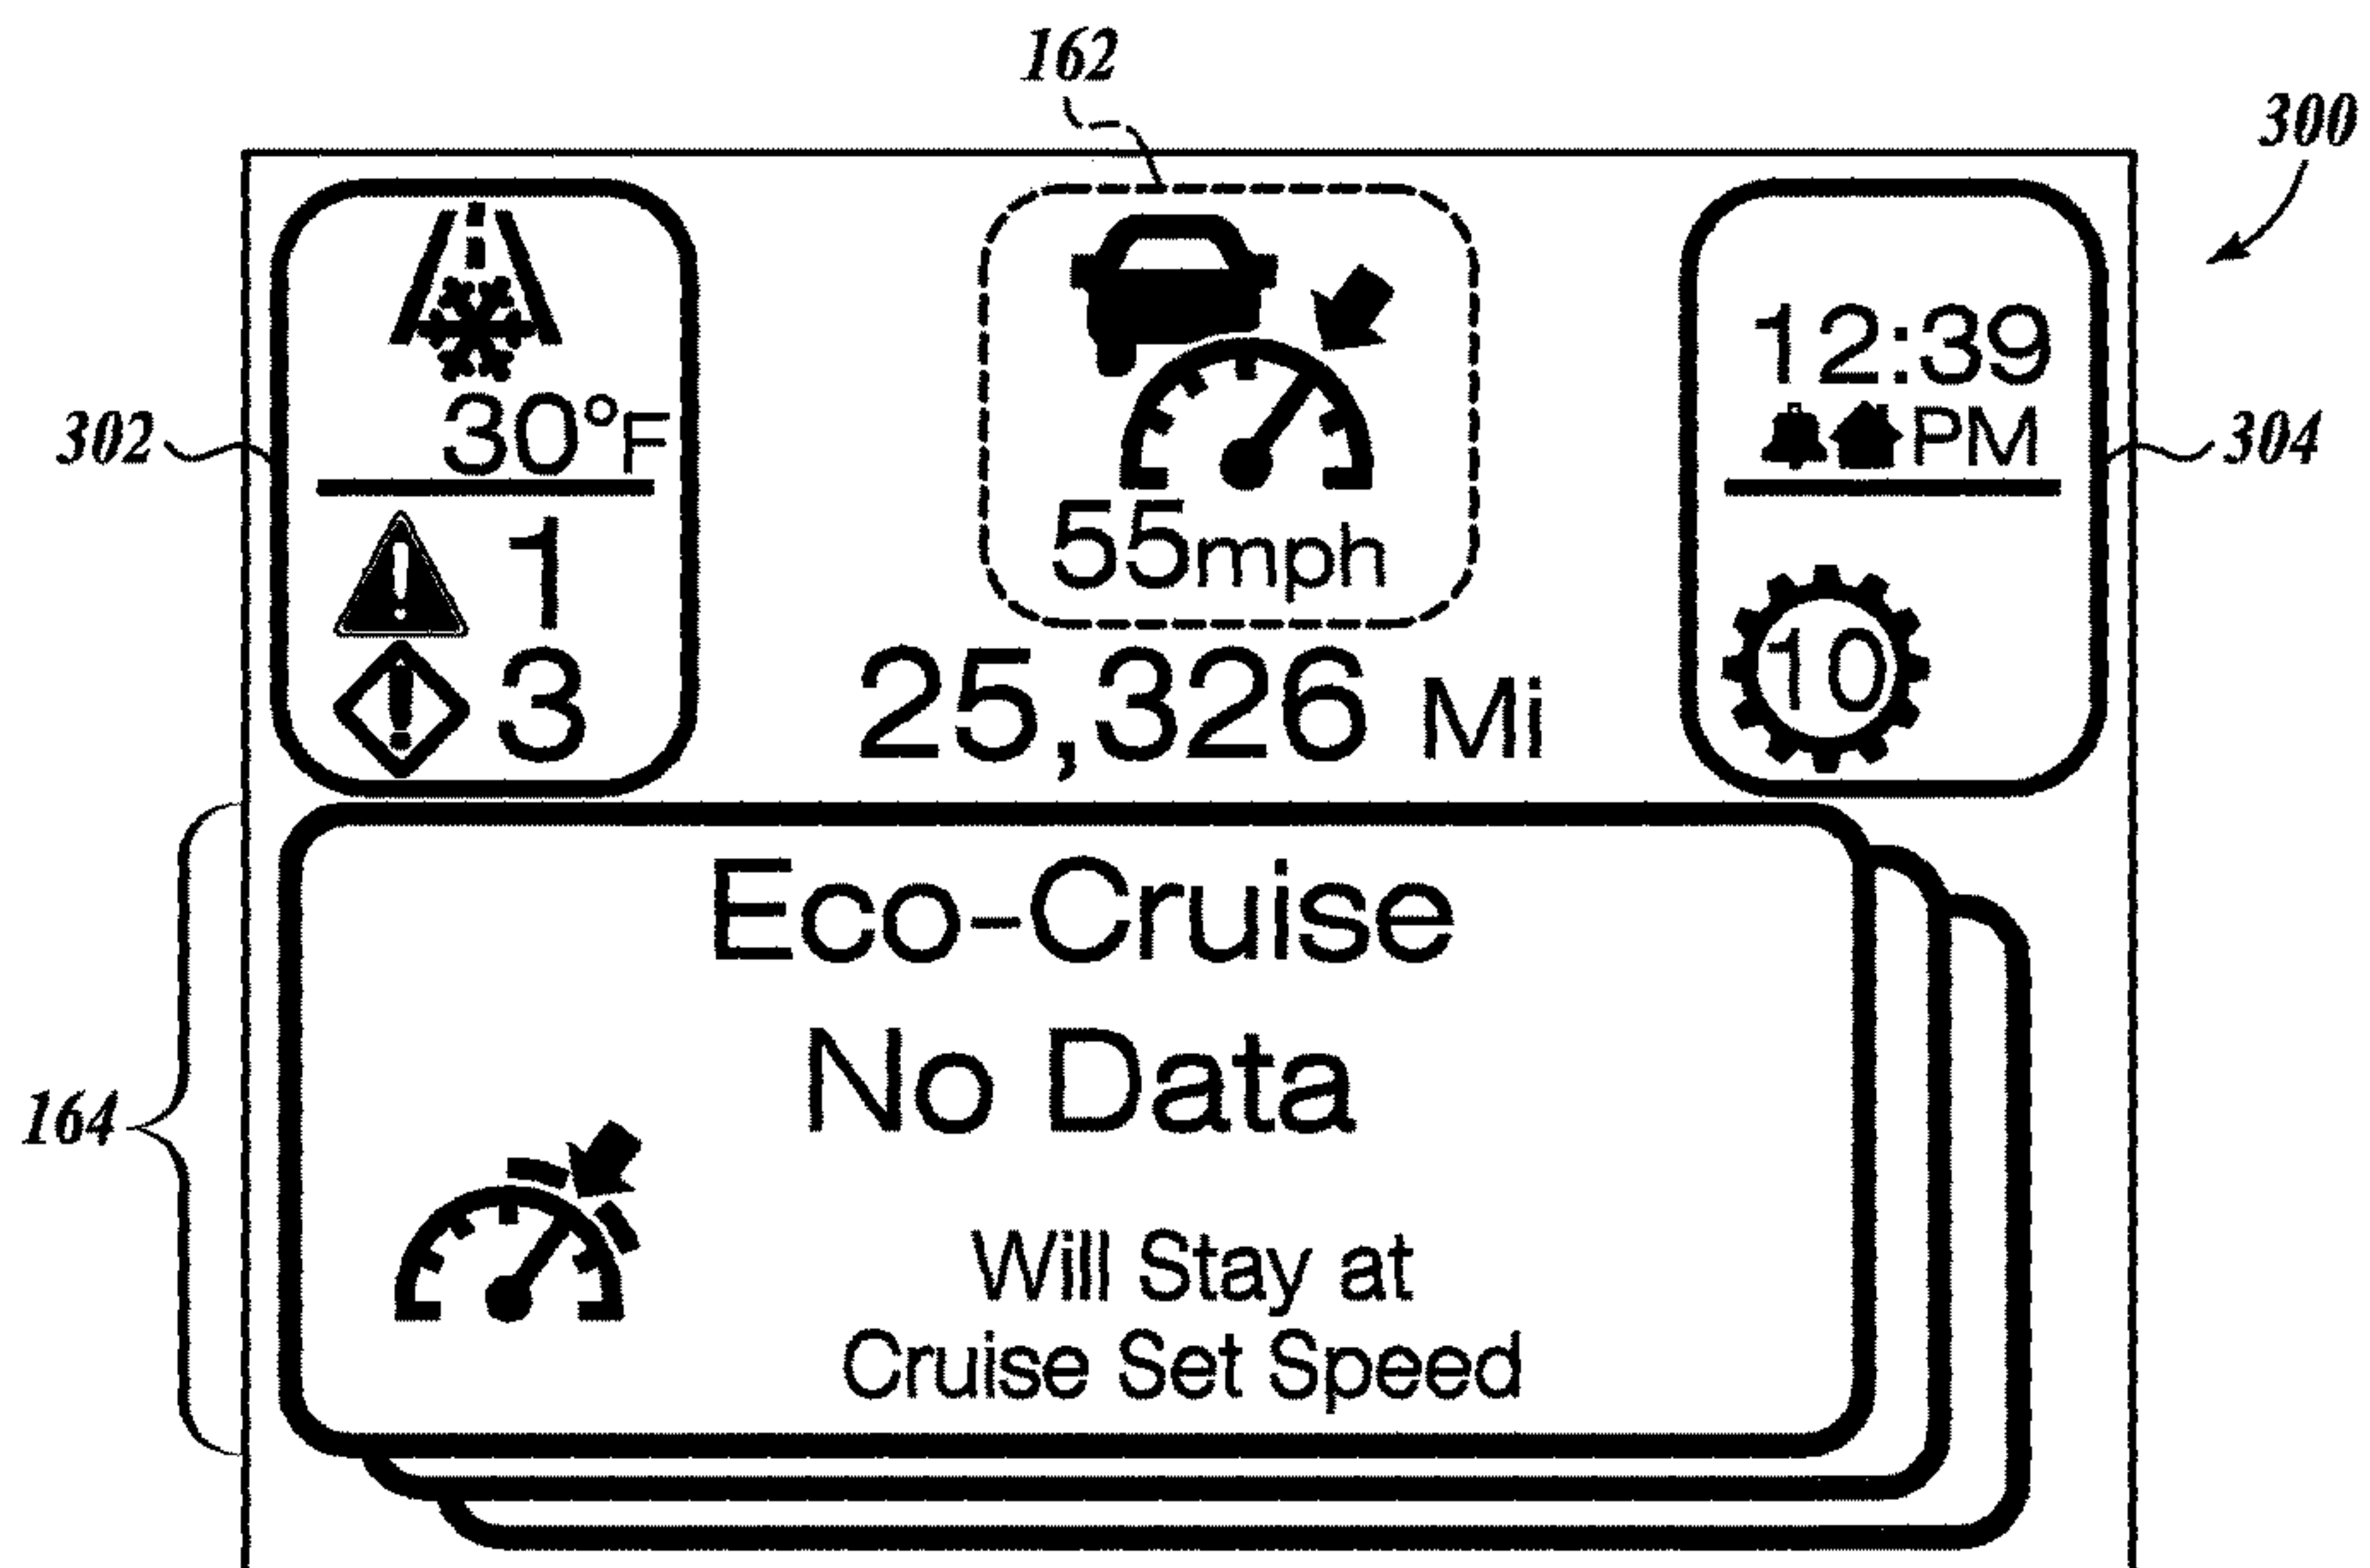 162
300
302
30°F
1
3
55mph
25,326 Mi
12:39
PM
10
304
164
Eco-Cruise
No Data
Will Stay at
Cruise Set Speed